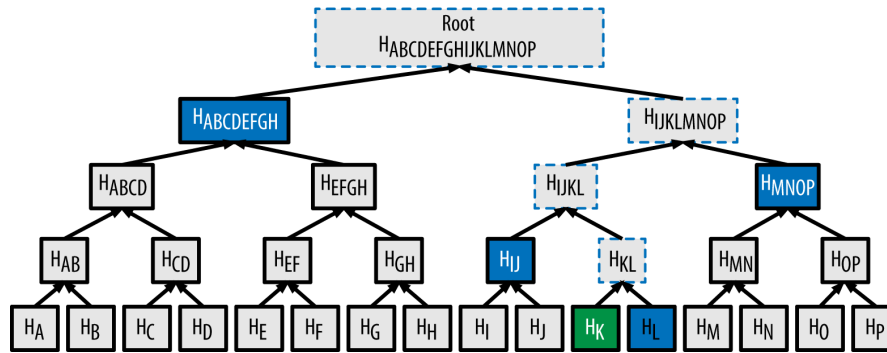 Root
HABCDEFGHIJKLMNOP
HABCDEFGH
HIJKLMNOP
HABCD
HEFGH
HIJKL
HMNOP
HAB
HCD
HEF
HGH
HIJ
HKL
HMN
HOP
HA
HB
HC
HD
HE
HF
HG
HH
HI
HJ
HK
HL
HM
HN
HO
HP